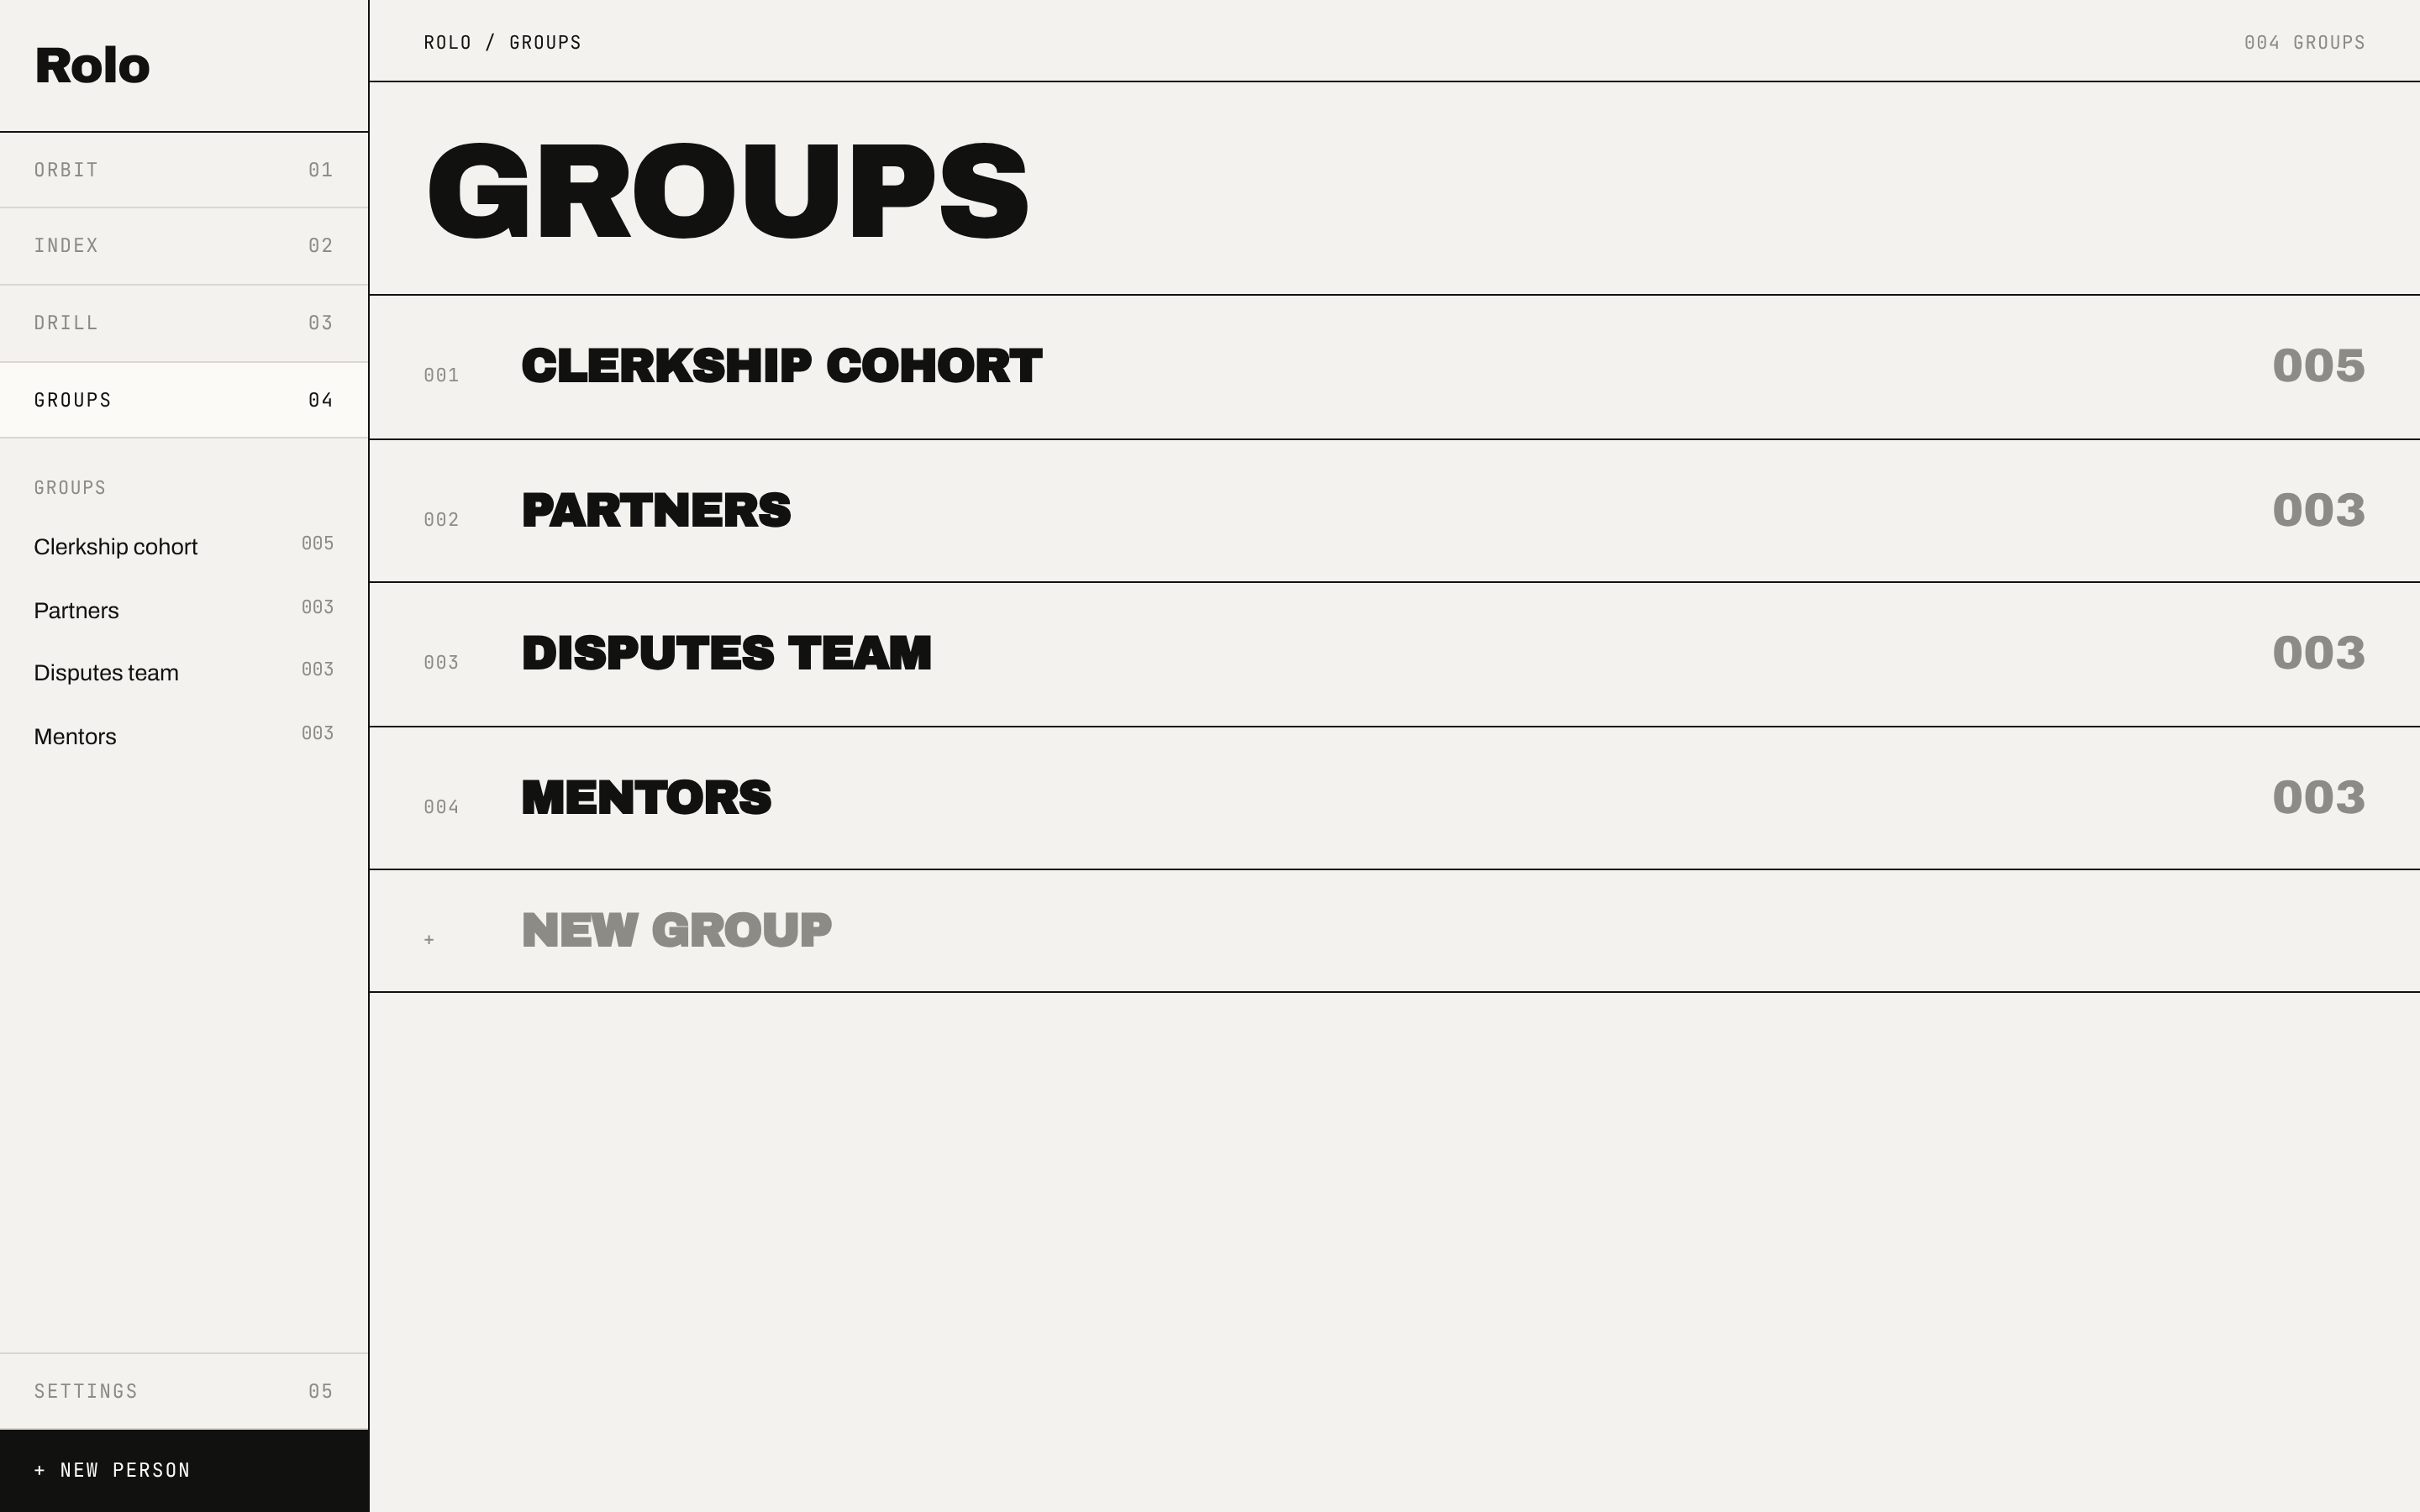 Rolo
ORBIT 01
INDEX 02
DRILL 03
GROUPS 04
GROUPS
Clerkship cohort 005
Partners 003
Disputes team 003
Mentors 003
SETTINGS 05
+ NEW PERSON
ROLO / GROUPS
004 GROUPS
GROUPS
001 CLERKSHIP COHORT 005
002 PARTNERS 003
003 DISPUTES TEAM 003
004 MENTORS 003
+ NEW GROUP